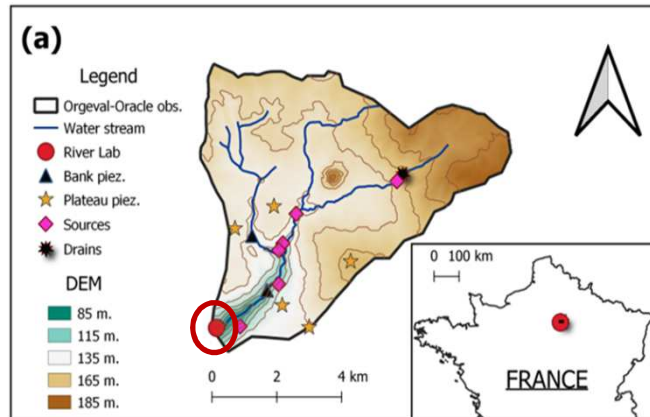 (a)
Legend
Orgeval-Oracle obs.
Water stream
River Lab
Bank piez.
Plateau piez.
Sources
Drains
DEM
85 m.
115 m.
135 m.
165 m.
185 m.
0 2 4 km
0 100 km
FRANCE